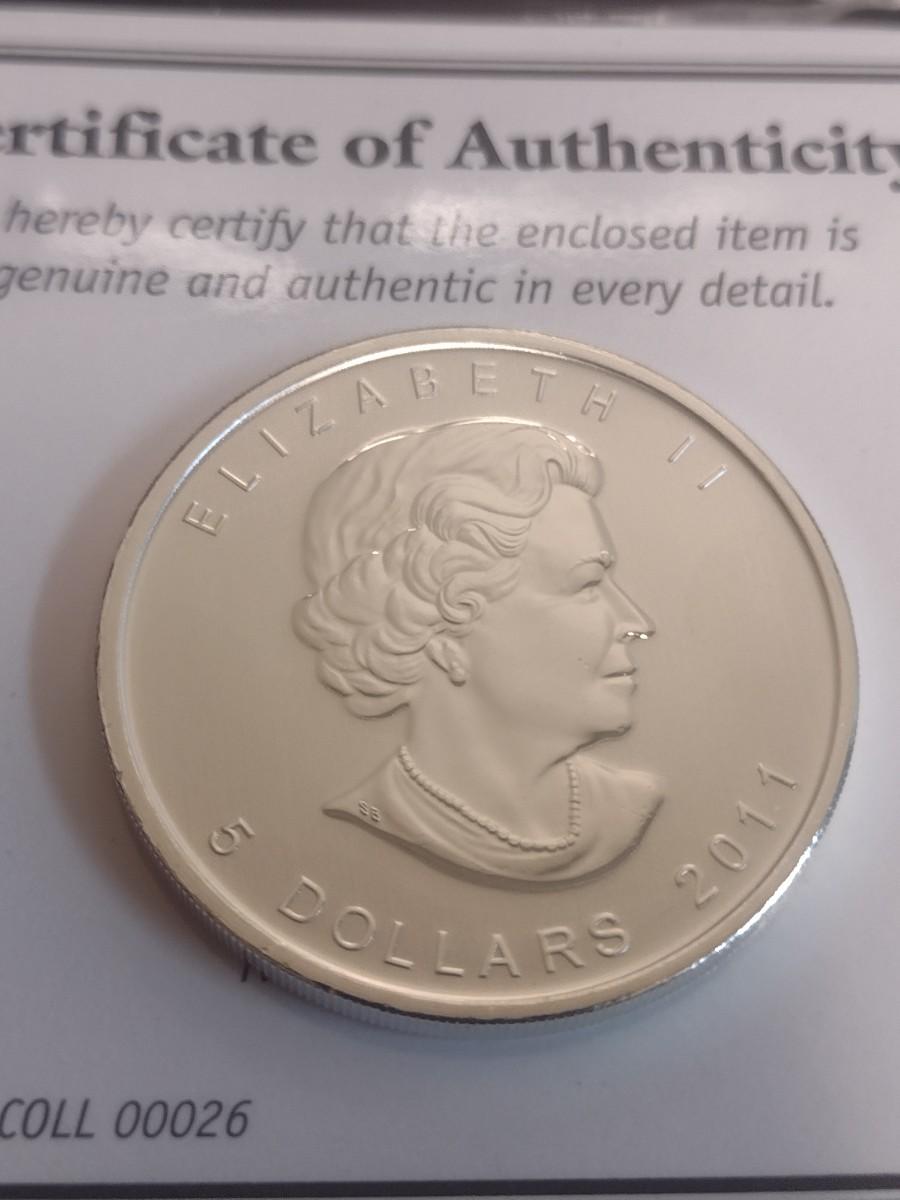 ertificate of Authenticity
hereby certify that the enclosed item is
genuine and authentic in every detail.
ELIZABETH II
SB
5 DOLLARS 2011
COLL 00026